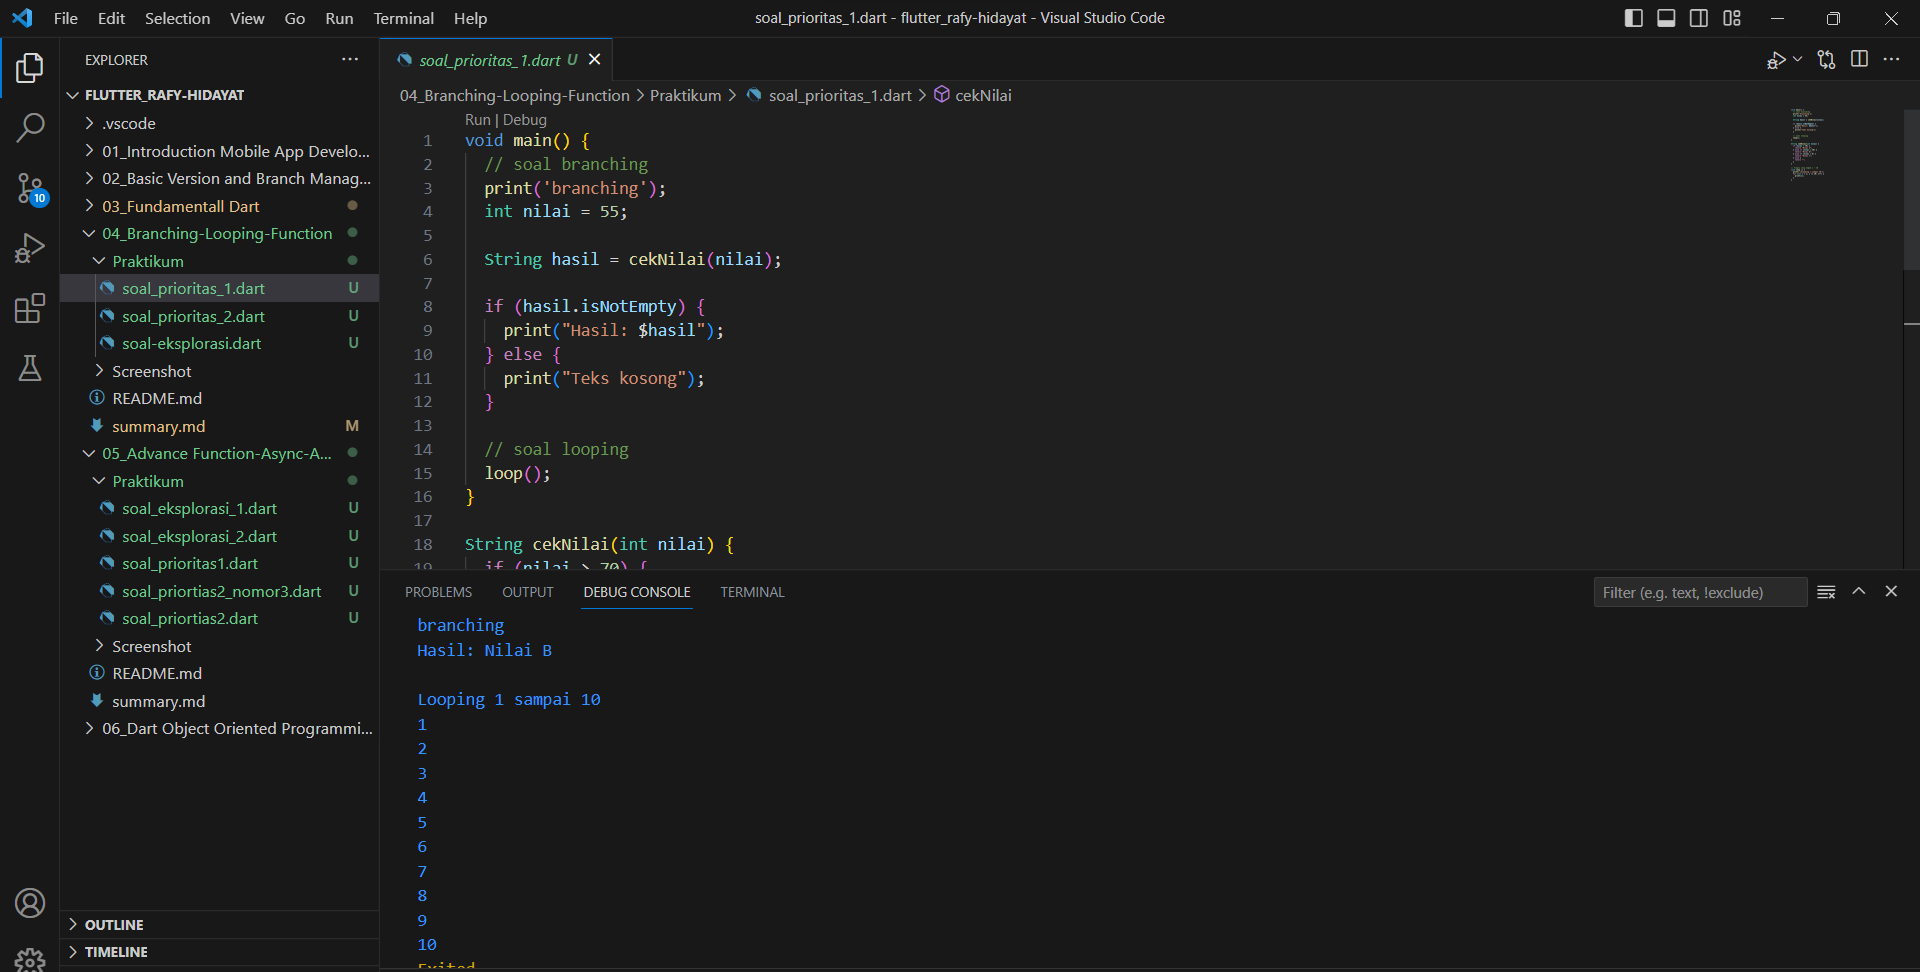 File Edit Selection View Go Run Terminal Help
soal_prioritas_1.dart - flutter_rafy-hidayat - Visual Studio Code
EXPLORER
FLUTTER_RAFY-HIDAYAT
.vscode
01_Introduction Mobile App Develo...
02_Basic Version and Branch Manag...
03_Fundamentall Dart
04_Branching-Looping-Function
Praktikum
soal_prioritas_1.dart U
soal_prioritas_2.dart U
soal-eksplorasi.dart U
Screenshot
README.md
summary.md M
05_Advance Function-Async-A...
Praktikum
soal_eksplorasi_1.dart U
soal_eksplorasi_2.dart U
soal_prioritas1.dart U
soal_priortias2_nomor3.dart U
soal_priortias2.dart U
Screenshot
README.md
summary.md
06_Dart Object Oriented Programmi...
OUTLINE
TIMELINE
10
soal_prioritas_1.dart U
04_Branching-Looping-Function > Praktikum > soal_prioritas_1.dart > cekNilai
Run | Debug
1 void main() {
2 // soal branching
3 print('branching');
4 int nilai = 55;
5
6 String hasil = cekNilai(nilai);
7
8 if (hasil.isNotEmpty) {
9 print("Hasil: $hasil");
10 } else {
11 print("Teks kosong");
12 }
13
14 // soal looping
15 loop();
16 }
17
18 String cekNilai(int nilai) {
19 if (nilai > 70) {
PROBLEMS OUTPUT DEBUG CONSOLE TERMINAL
Filter (e.g. text, !exclude)
branching
Hasil: Nilai B
Looping 1 sampai 10
1
2
3
4
5
6
7
8
9
10
Exited